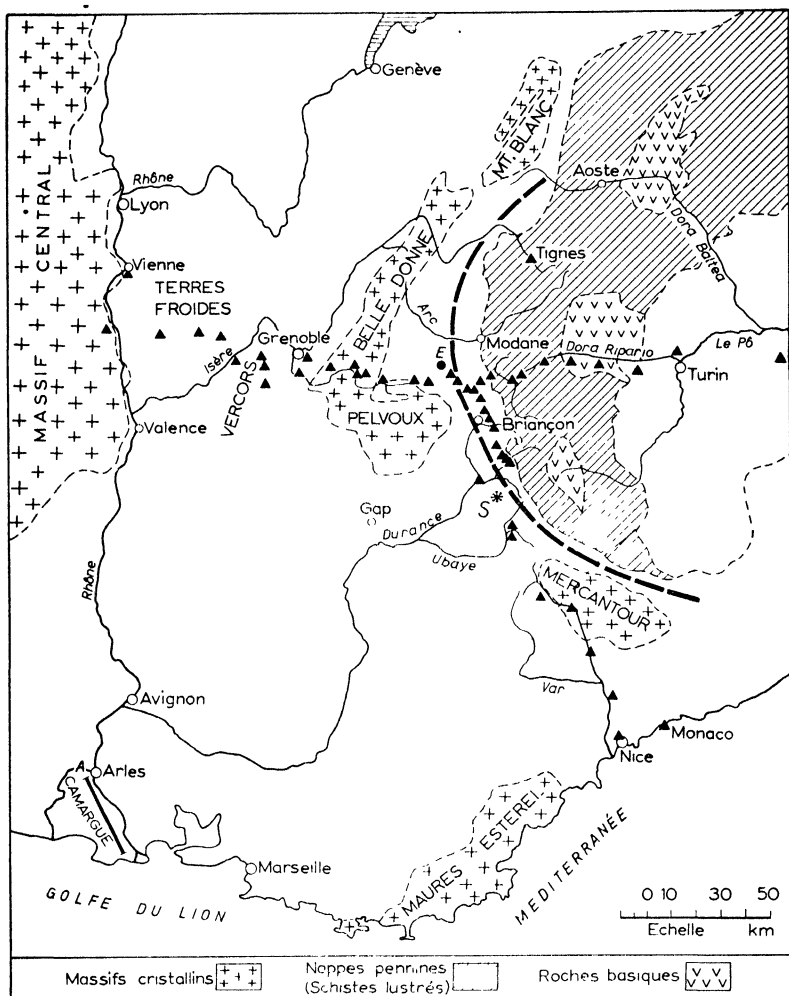 Genève
MT. BLANC
Aoste
Rhône
Lyon
Dora Baltea
MASSIF CENTRAL
Vienne
TERRES
FROIDES
BELLE DONNE
Tignes
Arc
Grenoble
Isère
E
Modane
Dora Ripario
Le Pô
Turin
VERCORS
PELVOUX
Briançon
Valence
S
Gap
Durance
Ubaye
Rhône
MERCANTOUR
Avignon
Var
Monaco
Nice
A
Arles
CAMARGUE
MAURES ESTEREL
MEDITERRANÉE
Marseille
GOLFE DU LION
0 10 50
Echelle km
Massifs cristallins
Nappes pennines
(Schistes lustrés)
Roches basiques